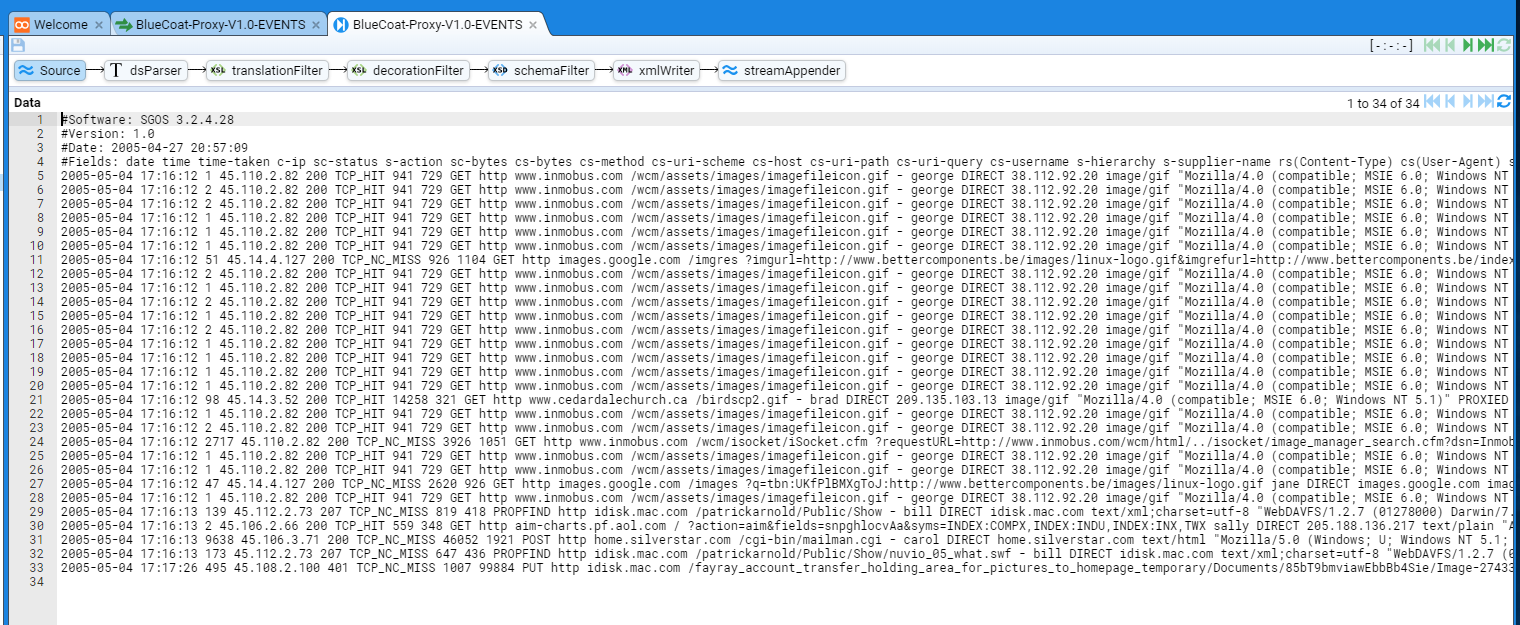 Welcome × BlueCoat-Proxy-V1.0-EVENTS × BlueCoat-Proxy-V1.0-EVENTS ×
[-:-:-]
Source T dsParser XSL translationFilter XSL decorationFilter XSD schemaFilter XML xmlWriter streamAppender
Data 1 to 34 of 34
1 #Software: SGOS 3.2.4.28
2 #Version: 1.0
3 #Date: 2005-04-27 20:57:09
4 #Fields: date time time-taken c-ip sc-status s-action sc-bytes cs-bytes cs-method cs-uri-scheme cs-host cs-uri-path cs-uri-query cs-username s-hierarchy s-supplier-name rs(Content-Type) cs(User-Agent) s
5 2005-05-04 17:16:12 1 45.110.2.82 200 TCP_HIT 941 729 GET http www.inmobus.com /wcm/assets/images/imagefileicon.gif - george DIRECT 38.112.92.20 image/gif "Mozilla/4.0 (compatible; MSIE 6.0; Windows NT
6 2005-05-04 17:16:12 2 45.110.2.82 200 TCP_HIT 941 729 GET http www.inmobus.com /wcm/assets/images/imagefileicon.gif - george DIRECT 38.112.92.20 image/gif "Mozilla/4.0 (compatible; MSIE 6.0; Windows NT
7 2005-05-04 17:16:12 2 45.110.2.82 200 TCP_HIT 941 729 GET http www.inmobus.com /wcm/assets/images/imagefileicon.gif - george DIRECT 38.112.92.20 image/gif "Mozilla/4.0 (compatible; MSIE 6.0; Windows NT
8 2005-05-04 17:16:12 1 45.110.2.82 200 TCP_HIT 941 729 GET http www.inmobus.com /wcm/assets/images/imagefileicon.gif - george DIRECT 38.112.92.20 image/gif "Mozilla/4.0 (compatible; MSIE 6.0; Windows NT
9 2005-05-04 17:16:12 1 45.110.2.82 200 TCP_HIT 941 729 GET http www.inmobus.com /wcm/assets/images/imagefileicon.gif - george DIRECT 38.112.92.20 image/gif "Mozilla/4.0 (compatible; MSIE 6.0; Windows NT
10 2005-05-04 17:16:12 1 45.110.2.82 200 TCP_HIT 941 729 GET http www.inmobus.com /wcm/assets/images/imagefileicon.gif - george DIRECT 38.112.92.20 image/gif "Mozilla/4.0 (compatible; MSIE 6.0; Windows NT
11 2005-05-04 17:16:12 51 45.14.4.127 200 TCP_NC_MISS 926 1104 GET http images.google.com /imgres ?imgurl=http://www.bettercomponents.be/images/linux-logo.gif&imgrefurl=http://www.bettercomponents.be/index
12 2005-05-04 17:16:12 2 45.110.2.82 200 TCP_HIT 941 729 GET http www.inmobus.com /wcm/assets/images/imagefileicon.gif - george DIRECT 38.112.92.20 image/gif "Mozilla/4.0 (compatible; MSIE 6.0; Windows NT
13 2005-05-04 17:16:12 1 45.110.2.82 200 TCP_HIT 941 729 GET http www.inmobus.com /wcm/assets/images/imagefileicon.gif - george DIRECT 38.112.92.20 image/gif "Mozilla/4.0 (compatible; MSIE 6.0; Windows NT
14 2005-05-04 17:16:12 2 45.110.2.82 200 TCP_HIT 941 729 GET http www.inmobus.com /wcm/assets/images/imagefileicon.gif - george DIRECT 38.112.92.20 image/gif "Mozilla/4.0 (compatible; MSIE 6.0; Windows NT
15 2005-05-04 17:16:12 1 45.110.2.82 200 TCP_HIT 941 729 GET http www.inmobus.com /wcm/assets/images/imagefileicon.gif - george DIRECT 38.112.92.20 image/gif "Mozilla/4.0 (compatible; MSIE 6.0; Windows NT
16 2005-05-04 17:16:12 2 45.110.2.82 200 TCP_HIT 941 729 GET http www.inmobus.com /wcm/assets/images/imagefileicon.gif - george DIRECT 38.112.92.20 image/gif "Mozilla/4.0 (compatible; MSIE 6.0; Windows NT
17 2005-05-04 17:16:12 1 45.110.2.82 200 TCP_HIT 941 729 GET http www.inmobus.com /wcm/assets/images/imagefileicon.gif - george DIRECT 38.112.92.20 image/gif "Mozilla/4.0 (compatible; MSIE 6.0; Windows NT
18 2005-05-04 17:16:12 1 45.110.2.82 200 TCP_HIT 941 729 GET http www.inmobus.com /wcm/assets/images/imagefileicon.gif - george DIRECT 38.112.92.20 image/gif "Mozilla/4.0 (compatible; MSIE 6.0; Windows NT
19 2005-05-04 17:16:12 1 45.110.2.82 200 TCP_HIT 941 729 GET http www.inmobus.com /wcm/assets/images/imagefileicon.gif - george DIRECT 38.112.92.20 image/gif "Mozilla/4.0 (compatible; MSIE 6.0; Windows NT
20 2005-05-04 17:16:12 1 45.110.2.82 200 TCP_HIT 941 729 GET http www.inmobus.com /wcm/assets/images/imagefileicon.gif - george DIRECT 38.112.92.20 image/gif "Mozilla/4.0 (compatible; MSIE 6.0; Windows NT
21 2005-05-04 17:16:12 98 45.14.3.52 200 TCP_HIT 14258 321 GET http www.cedardalechurch.ca /birdscp2.gif - brad DIRECT 209.135.103.13 image/gif "Mozilla/4.0 (compatible; MSIE 6.0; Windows NT 5.1)" PROXIED
22 2005-05-04 17:16:12 1 45.110.2.82 200 TCP_HIT 941 729 GET http www.inmobus.com /wcm/assets/images/imagefileicon.gif - george DIRECT 38.112.92.20 image/gif "Mozilla/4.0 (compatible; MSIE 6.0; Windows NT
23 2005-05-04 17:16:12 2 45.110.2.82 200 TCP_HIT 941 729 GET http www.inmobus.com /wcm/assets/images/imagefileicon.gif - george DIRECT 38.112.92.20 image/gif "Mozilla/4.0 (compatible; MSIE 6.0; Windows NT
24 2005-05-04 17:16:12 2717 45.110.2.82 200 TCP_NC_MISS 3926 1051 GET http www.inmobus.com /wcm/isocket/iSocket.cfm ?requestURL=http://www.inmobus.com/wcm/html/../isocket/image_manager_search.cfm?dsn=Inmob
25 2005-05-04 17:16:12 1 45.110.2.82 200 TCP_HIT 941 729 GET http www.inmobus.com /wcm/assets/images/imagefileicon.gif - george DIRECT 38.112.92.20 image/gif "Mozilla/4.0 (compatible; MSIE 6.0; Windows NT
26 2005-05-04 17:16:12 1 45.110.2.82 200 TCP_HIT 941 729 GET http www.inmobus.com /wcm/assets/images/imagefileicon.gif - george DIRECT 38.112.92.20 image/gif "Mozilla/4.0 (compatible; MSIE 6.0; Windows NT
27 2005-05-04 17:16:12 47 45.14.4.127 200 TCP_NC_MISS 2620 926 GET http images.google.com /images ?q=tbn:UKfPlBMXgToJ:http://www.bettercomponents.be/images/linux-logo.gif jane DIRECT images.google.com imag
28 2005-05-04 17:16:12 1 45.110.2.82 200 TCP_HIT 941 729 GET http www.inmobus.com /wcm/assets/images/imagefileicon.gif - george DIRECT 38.112.92.20 image/gif "Mozilla/4.0 (compatible; MSIE 6.0; Windows NT
29 2005-05-04 17:16:13 139 45.112.2.73 207 TCP_NC_MISS 819 418 PROPFIND http idisk.mac.com /patrickarnold/Public/Show - bill DIRECT idisk.mac.com text/xml;charset=utf-8 "WebDAVFS/1.2.7 (01278000) Darwin/7.
30 2005-05-04 17:16:13 2 45.106.2.66 200 TCP_HIT 559 348 GET http aim-charts.pf.aol.com / ?action=aim&fields=snpghlocvAa&syms=INDEX:COMPX,INDEX:INDU,INDEX:INX,TWX sally DIRECT 205.188.136.217 text/plain "A
31 2005-05-04 17:16:13 9638 45.106.3.71 200 TCP_NC_MISS 46052 1921 POST http home.silverstar.com /cgi-bin/mailman.cgi - carol DIRECT home.silverstar.com text/html "Mozilla/5.0 (Windows; U; Windows NT 5.1;
32 2005-05-04 17:16:13 173 45.112.2.73 207 TCP_NC_MISS 647 436 PROPFIND http idisk.mac.com /patrickarnold/Public/Show/nuvio_05_what.swf - bill DIRECT idisk.mac.com text/xml;charset=utf-8 "WebDAVFS/1.2.7 (0
33 2005-05-04 17:17:26 495 45.108.2.100 401 TCP_NC_MISS 1007 99884 PUT http idisk.mac.com /fayray_account_transfer_holding_area_for_pictures_to_homepage_temporary/Documents/85bT9bmviawEbbBb4Sie/Image-27433
34